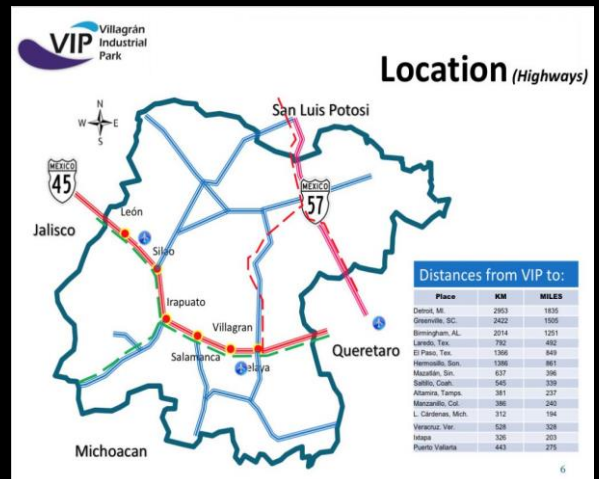 VIP Villagrán
Industrial
Park
Location (Highways)
N
W E
S
San Luis Potosi
MEXICO
45
MEXICO
57
León
Jalisco
Silao
Irapuato
Villagran
Salamanca
elaya
Queretaro
Michoacan
Distances from VIP to:
Place KM MILES
Detroit, MI. 2953 1835
Greenville, SC. 2422 1505
Birmingham, AL. 2014 1251
Laredo, Tex. 792 492
El Paso, Tex. 1366 849
Hermosillo, Son. 1386 861
Mazatlán, Sin. 637 396
Saltillo, Coah. 545 339
Altamira, Tamps. 381 237
Manzanillo, Col. 386 240
L. Cárdenas, Mich. 312 194
Veracruz. Ver. 528 328
Ixtapa 326 203
Puerto Vallarta 443 275
6